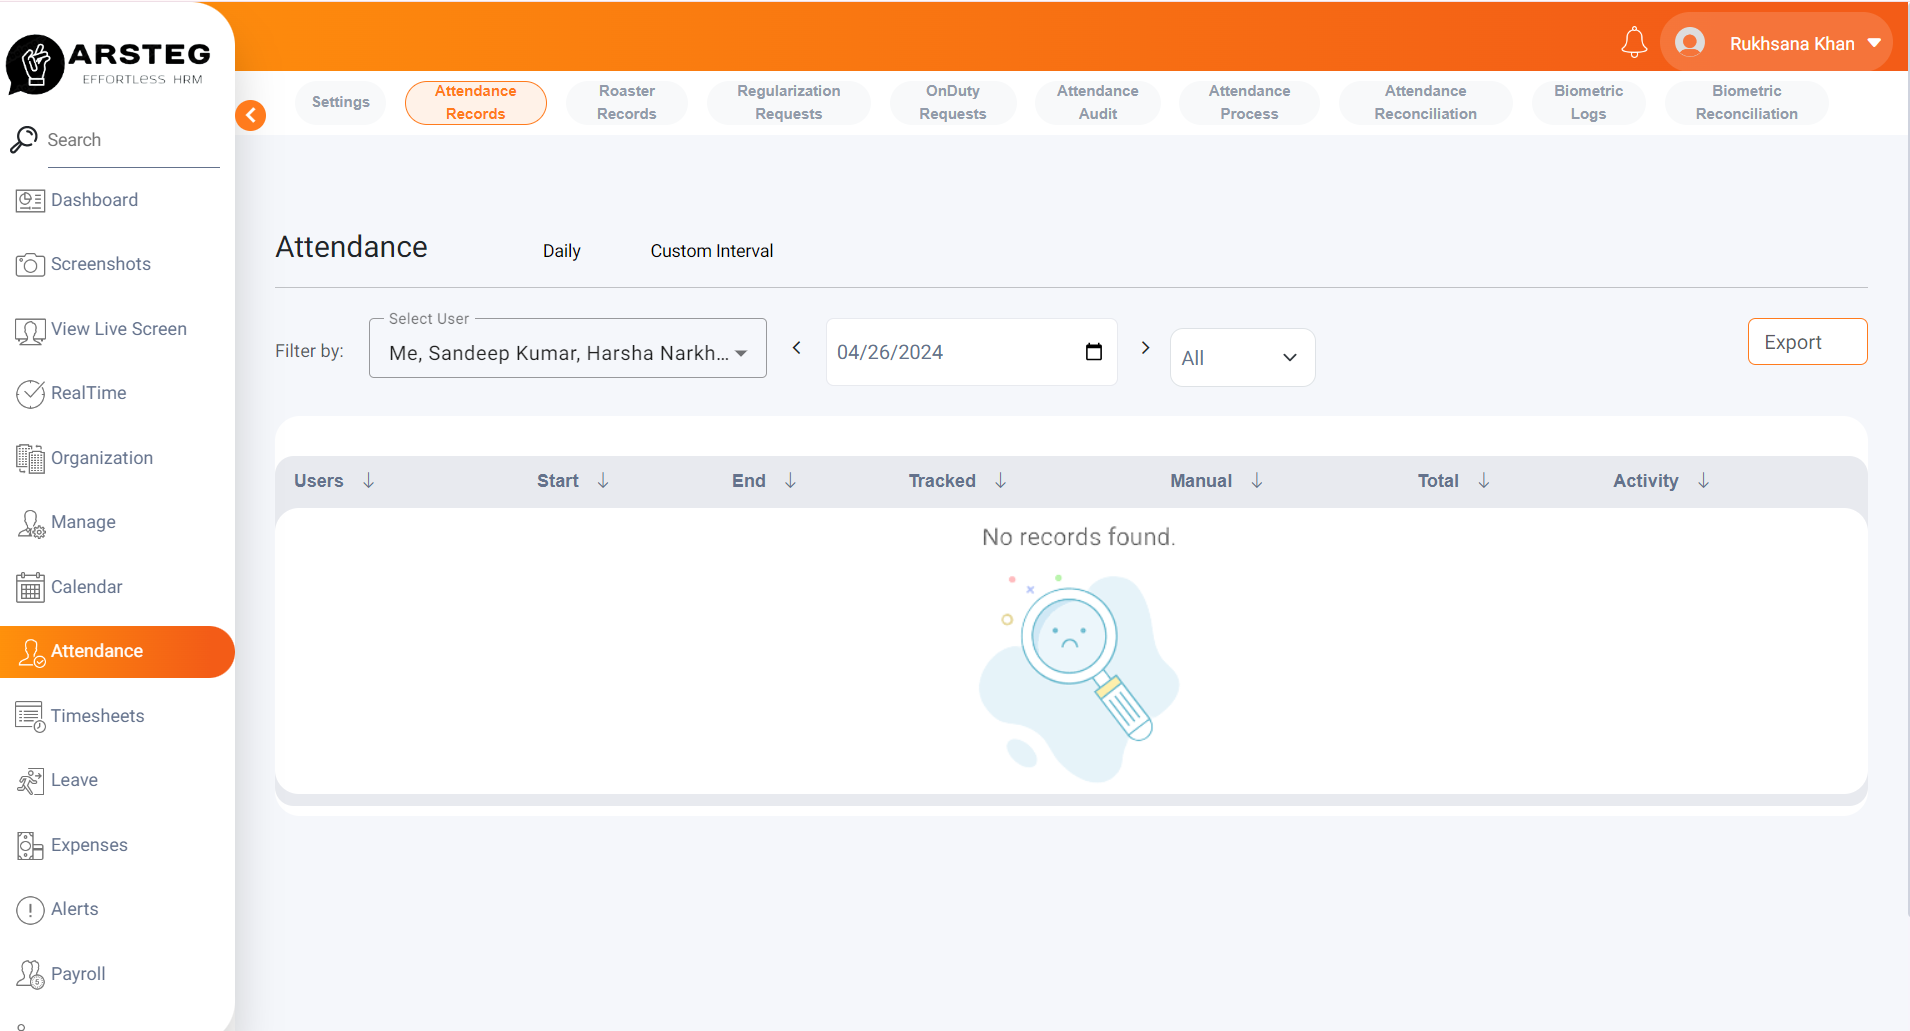 ARSTEG
EFFORTLESS HRM
Rukhsana Khan
Search
Dashboard
Screenshots
View Live Screen
RealTime
Organization
Manage
Calendar
Attendance
Timesheets
Leave
Expenses
Alerts
Payroll
Settings
Attendance
Records
Roaster
Records
Regularization
Requests
OnDuty
Requests
Attendance
Audit
Attendance
Process
Attendance
Reconciliation
Biometric
Logs
Biometric
Reconciliation
Attendance
Daily
Custom Interval
Filter by:
Select User
Me, Sandeep Kumar, Harsha Narkh...
04/26/2024
All
Export
Users
Start
End
Tracked
Manual
Total
Activity
No records found.